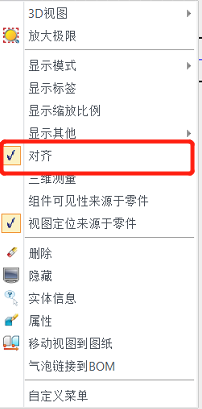 3D视图
放大极限
显示模式
显示标签
显示缩放比例
显示其他
对齐
三维测量
组件可见性来源于零件
视图定位来源于零件
删除
隐藏
实体信息
属性
移动视图到图纸
气泡链接到BOM
自定义菜单